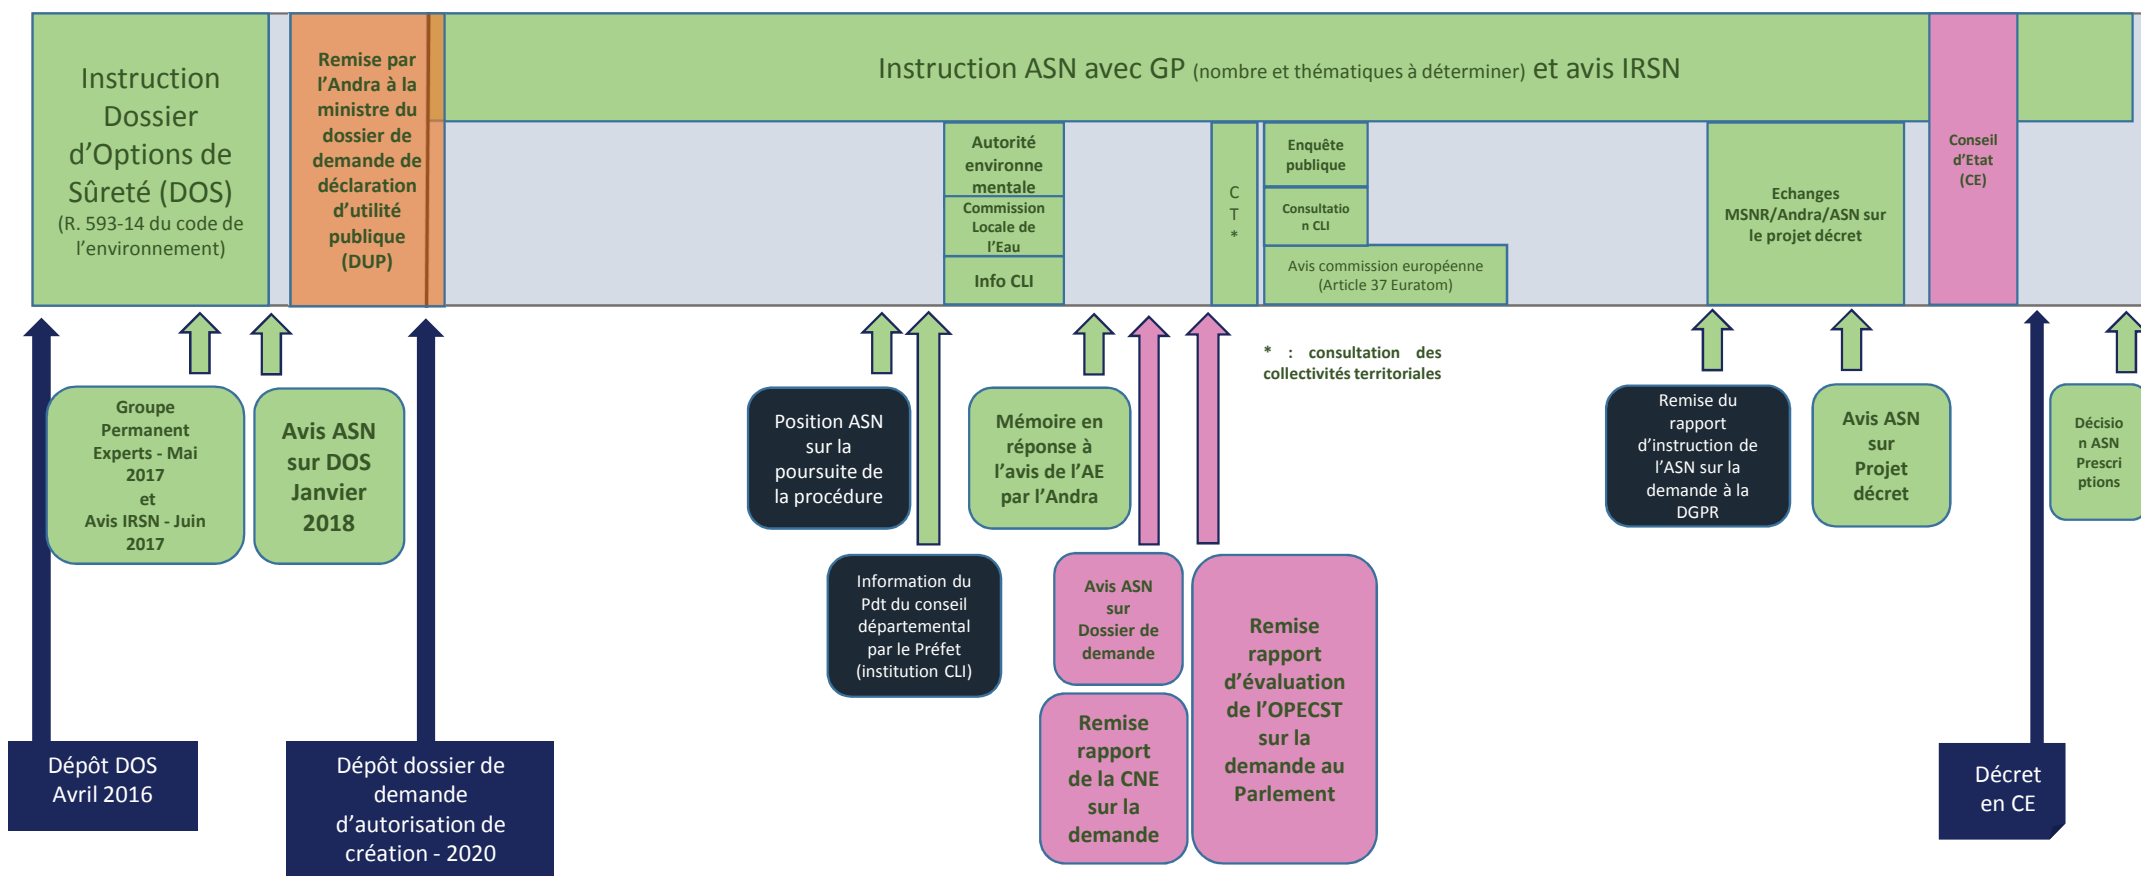 Instruction
Dossier
d'Options de
Sûreté (DOS)
(R. 593-14 du code de
l'environnement)
Remise par
l'Andra à la
ministre du
dossier de
demande de
déclaration
d'utilité
publique
(DUP)
Instruction ASN avec GP (nombre et thématiques à déterminer) et avis IRSN
Autorité
environne
mentale
Commission
Locale de
l'Eau
Info CLI
C
T
*
Enquête
publique
Consultatio
n CLI
Avis commission européenne
(Article 37 Euratom)
Echanges
MSNR/Andra/ASN sur
le projet décret
Conseil
d'Etat
(CE)
* : consultation des
collectivités territoriales
Groupe
Permanent
Experts - Mai
2017
et
Avis IRSN - Juin
2017
Avis ASN
sur DOS
Janvier
2018
Position ASN
sur la
poursuite de
la procédure
Mémoire en
réponse à
l'avis de l'AE
par l'Andra
Remise du
rapport
d'instruction de
l'ASN sur la
demande à la
DGPR
Avis ASN
sur
Projet
décret
Décisio
n ASN
Prescri
ptions
Information du
Pdt du conseil
départemental
par le Préfet
(institution CLI)
Avis ASN
sur
Dossier de
demande
Remise
rapport
d'évaluation
de l'OPECST
sur la
demande au
Parlement
Remise
rapport
de la CNE
sur la
demande
Dépôt DOS
Avril 2016
Dépôt dossier de
demande
d'autorisation de
création - 2020
Décret
en CE